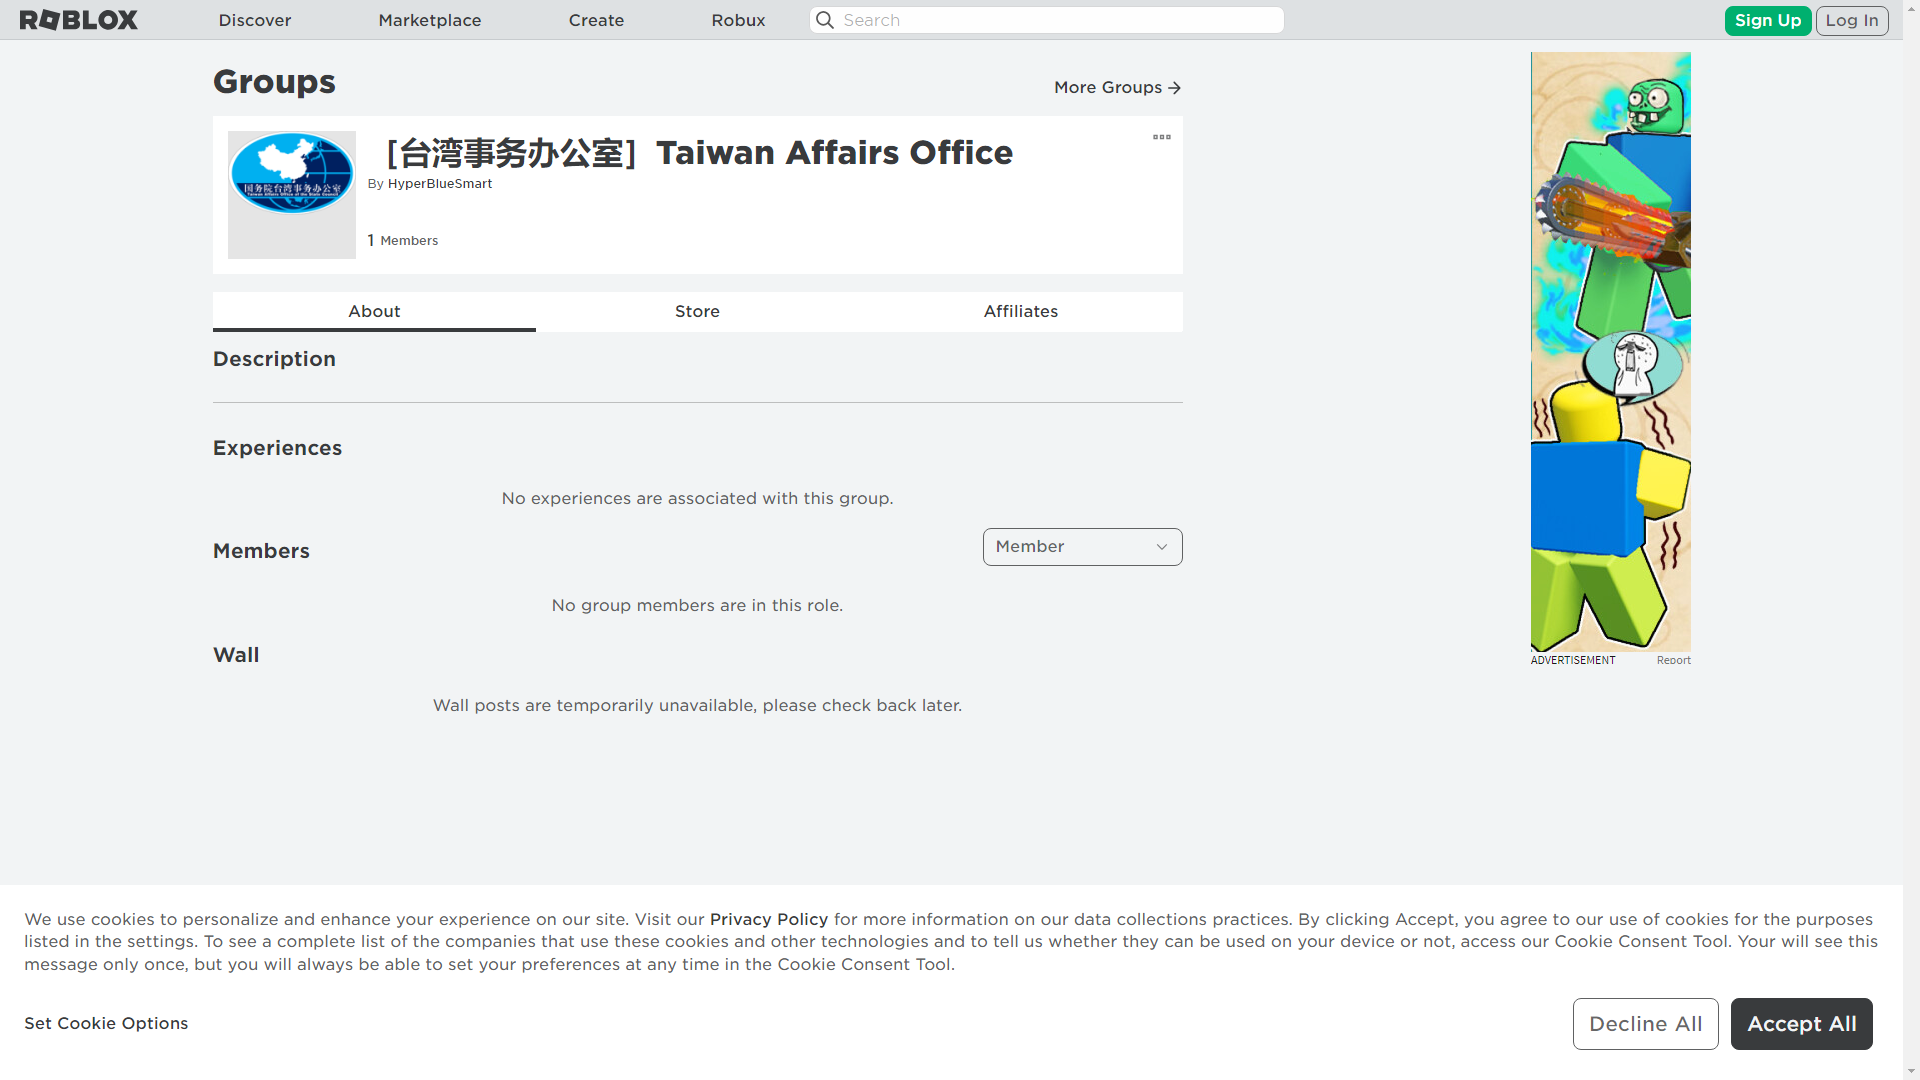 ROBLOX
Discover
Marketplace
Create
Robux
Search
Sign Up
Log In
Groups
More Groups
[台湾事务办公室] Taiwan Affairs Office
国务院台湾事务办公室
Taiwan Affairs Office of the State Council
By HyperBlueSmart
1 Members
About
Store
Affiliates
Description
Experiences
No experiences are associated with this group.
Members
Member
No group members are in this role.
Wall
Wall posts are temporarily unavailable, please check back later.
ADVERTISEMENT
Report
We use cookies to personalize and enhance your experience on our site. Visit our Privacy Policy for more information on our data collections practices. By clicking Accept, you agree to our use of cookies for the purposes
listed in the settings. To see a complete list of the companies that use these cookies and other technologies and to tell us whether they can be used on your device or not, access our Cookie Consent Tool. Your will see this
message only once, but you will always be able to set your preferences at any time in the Cookie Consent Tool.
Set Cookie Options
Decline All
Accept All